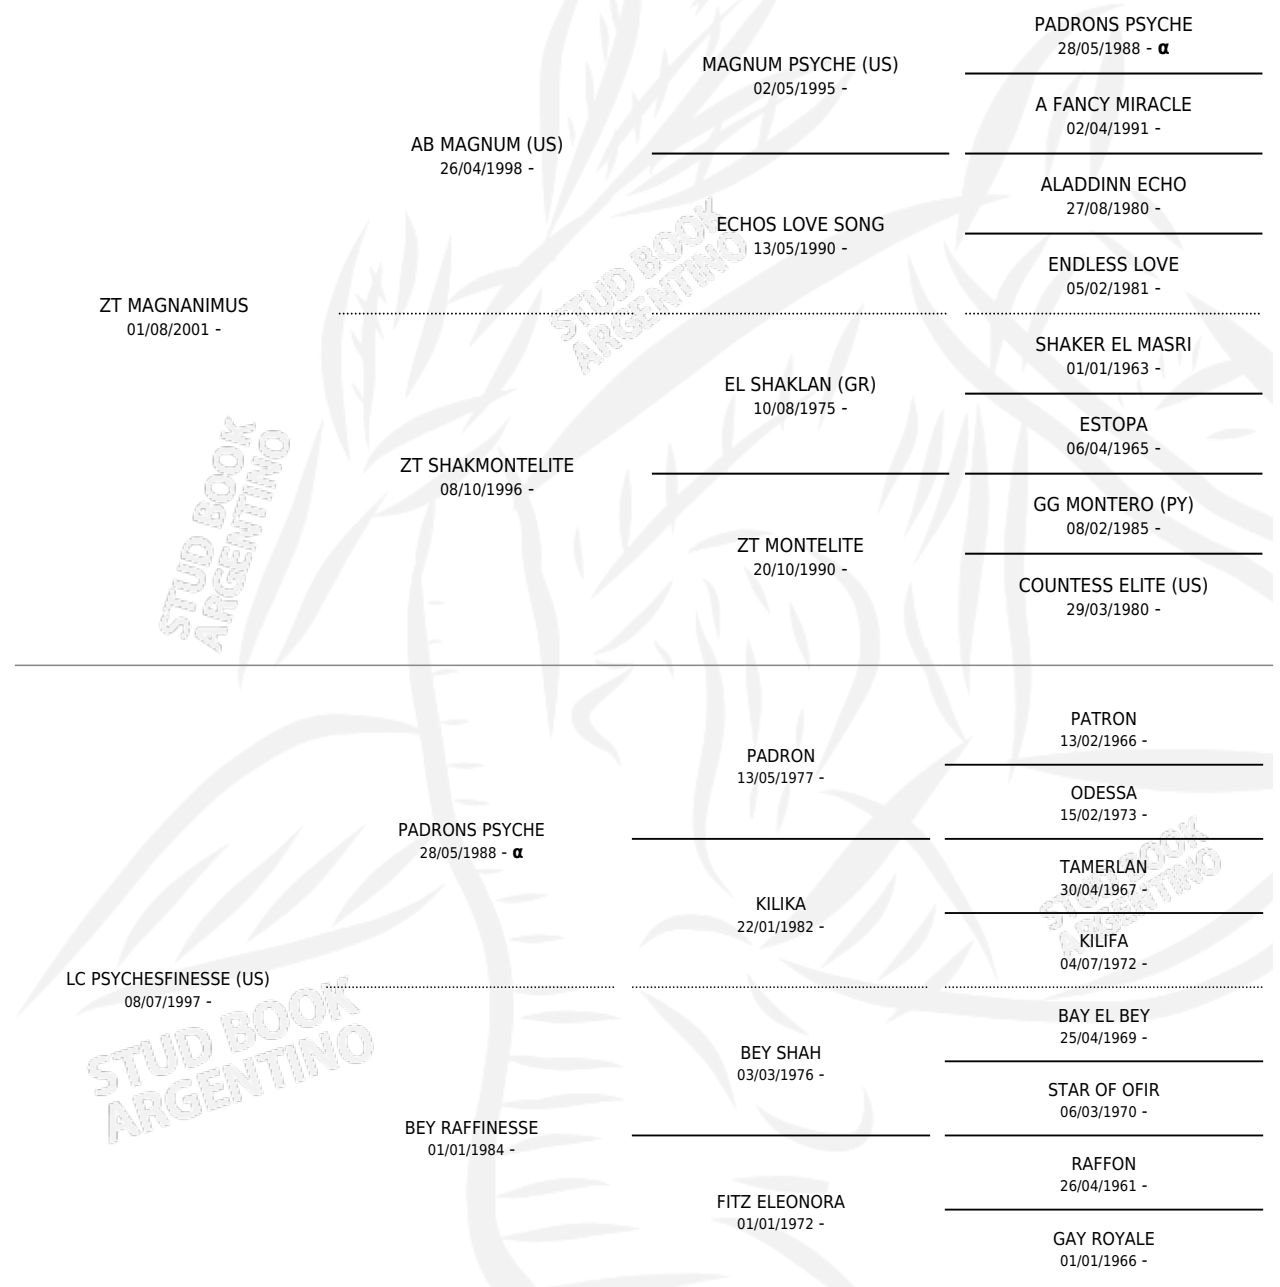 PADRONS PSYCHE
28/05/1988 - α
MAGNUM PSYCHE (US)
02/05/1995 -
A FANCY MIRACLE
02/04/1991 -
AB MAGNUM (US)
26/04/1998 -
ALADDINN ECHO
27/08/1980 -
ECHOS LOVE SONG
13/05/1990 -
ENDLESS LOVE
05/02/1981 -
ZT MAGNANIMUS
01/08/2001 -
SHAKER EL MASRI
01/01/1963 -
EL SHAKLAN (GR)
10/08/1975 -
ESTOPA
06/04/1965 -
ZT SHAKMONTELITE
08/10/1996 -
GG MONTERO (PY)
08/02/1985 -
ZT MONTELITE
20/10/1990 -
COUNTESS ELITE (US)
29/03/1980 -
PATRON
13/02/1966 -
PADRON
13/05/1977 -
ODESSA
15/02/1973 -
PADRONS PSYCHE
28/05/1988 - α
TAMERLAN
30/04/1967 -
KILIKA
22/01/1982 -
KILIFA
04/07/1972 -
LC PSYCHESFINESSE (US)
08/07/1997 -
BAY EL BEY
25/04/1969 -
BEY SHAH
03/03/1976 -
STAR OF OFIR
06/03/1970 -
BEY RAFFINESSE
01/01/1984 -
RAFFON
26/04/1961 -
FITZ ELEONORA
01/01/1972 -
GAY ROYALE
01/01/1966 -
STUD BOOK
ARGENTINO
STUD BOOK
ARGENTINO
STUD BOOK
ARGENTINO
STUD BOOK
ARGENTINO